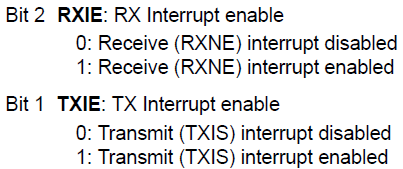 Bit 2 RXIE: RX Interrupt enable
0: Receive (RXNE) interrupt disabled
1: Receive (RXNE) interrupt enabled
Bit 1 TXIE: TX Interrupt enable
0: Transmit (TXIS) interrupt disabled
1: Transmit (TXIS) interrupt enabled